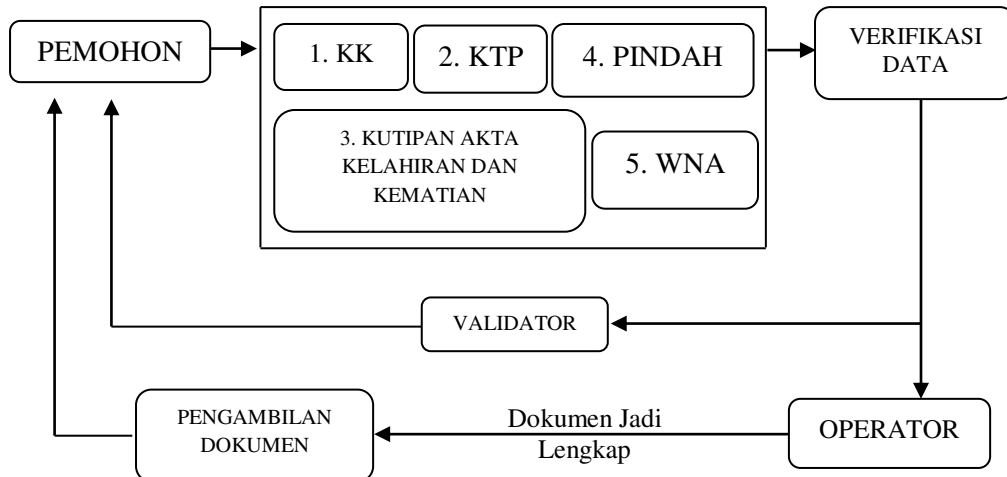 PEMOHON
1. KK
2. KTP
4. PINDAH
VERIFIKASI
DATA
3. KUTIPAN AKTA
KELAHIRAN DAN
KEMATIAN
5. WNA
VALIDATOR
PENGAMBILAN
DOKUMEN
Dokumen Jadi
Lengkap
OPERATOR